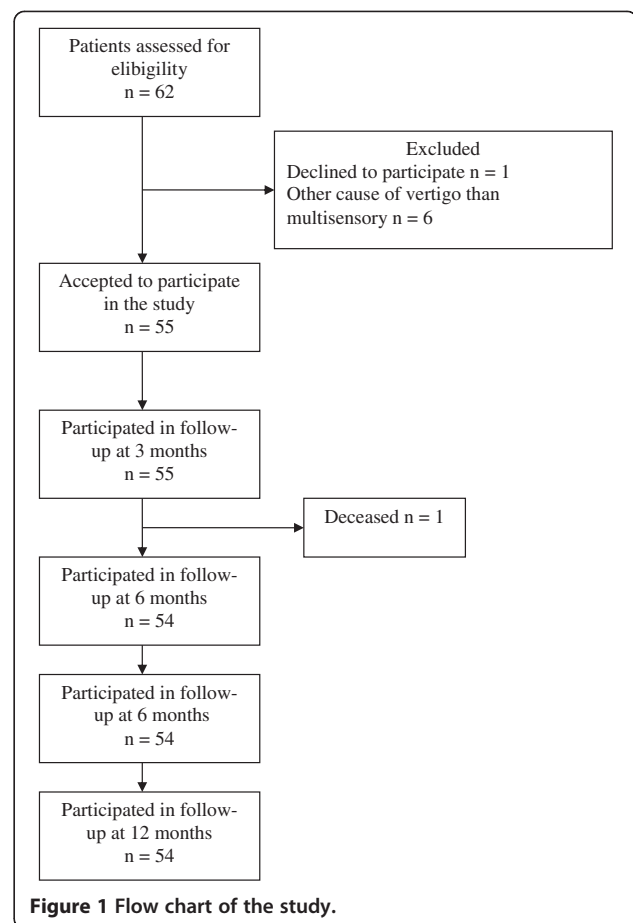 Patients assessed for
elibigility
n = 62
Excluded
Declined to participate n = 1
Other cause of vertigo than
multisensory n = 6
Accepted to participate
in the study
n = 55
Participated in follow-
up at 3 months
n = 55
Deceased n = 1
Participated in follow-
up at 6 months
n = 54
Participated in follow-
up at 6 months
n = 54
Participated in follow-
up at 12 months
n = 54
Figure 1 Flow chart of the study.